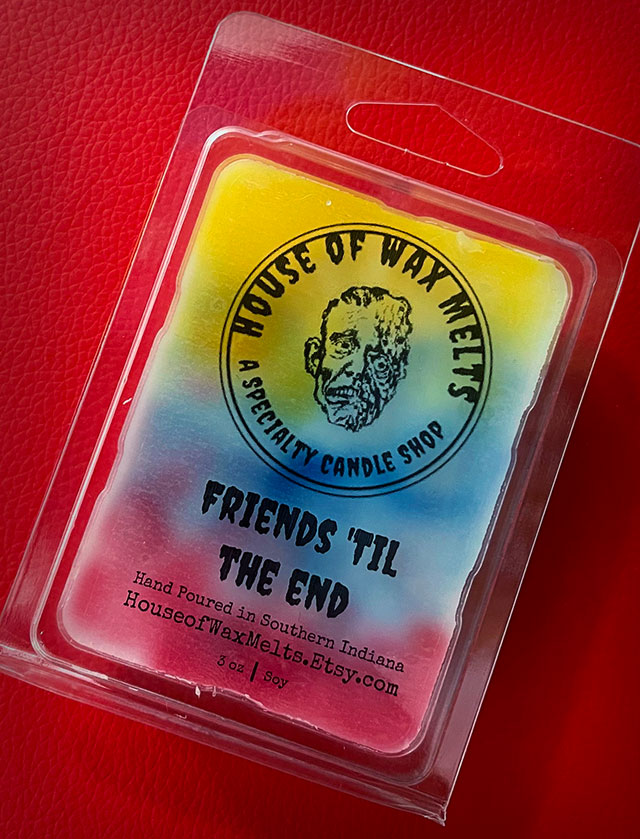 HOUSE OF WAX MELTS
A SPECIALTY CANDLE SHOP
FRIENDS 'TIL
THE END
Hand Poured in Southern Indiana
HouseofWaxMelts.Etsy.com
3 oz | Soy